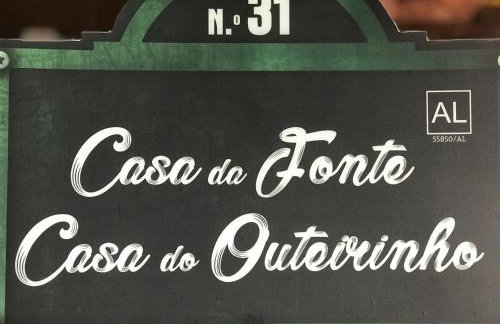 N.º 31
AL
55850/AL
Casa da Fonte
Casa do Outeirinho